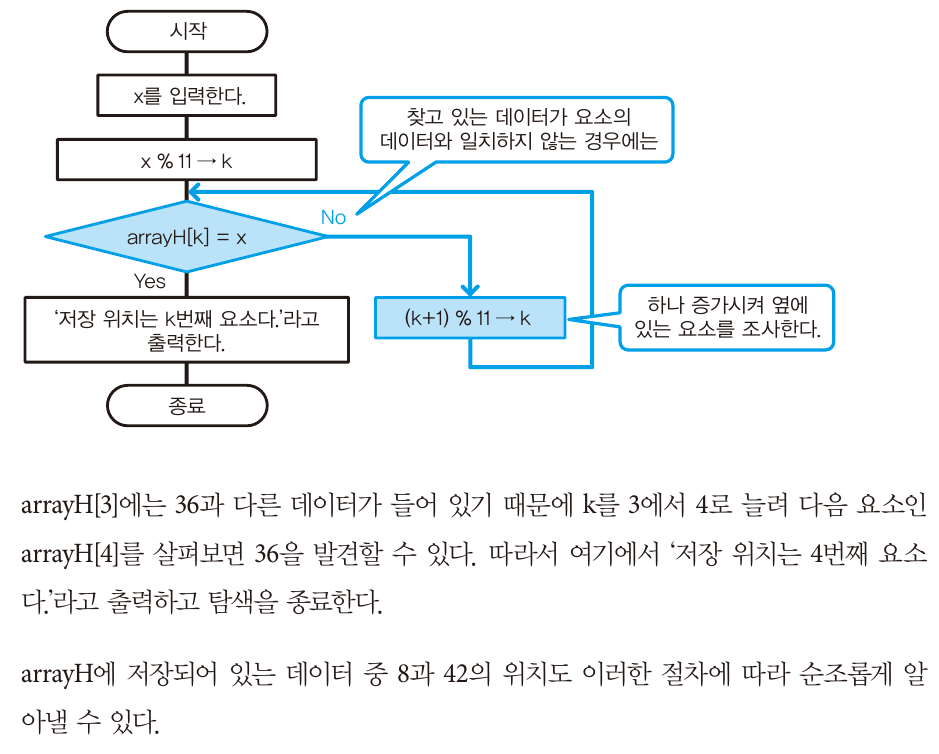 시작
x를 입력한다.
x % 11 → k
찾고 있는 데이터가 요소의
데이터와 일치하지 않는 경우에는
No
arrayH[k] = x
Yes
'저장 위치는 k번째 요소다.'라고
출력한다.
(k+1) % 11 → k
하나 증가시켜 옆에
있는 요소를 조사한다.
종료
arrayH[3]에는 36과 다른 데이터가 들어 있기 때문에 k를 3에서 4로 늘려 다음 요소인
arrayH[4]를 살펴보면 36을 발견할 수 있다. 따라서 여기에서 ‘저장 위치는 4번째 요소
다.’라고 출력하고 탐색을 종료한다.
arrayH에 저장되어 있는 데이터 중 8과 42의 위치도 이러한 절차에 따라 순조롭게 알
아낼 수 있다.